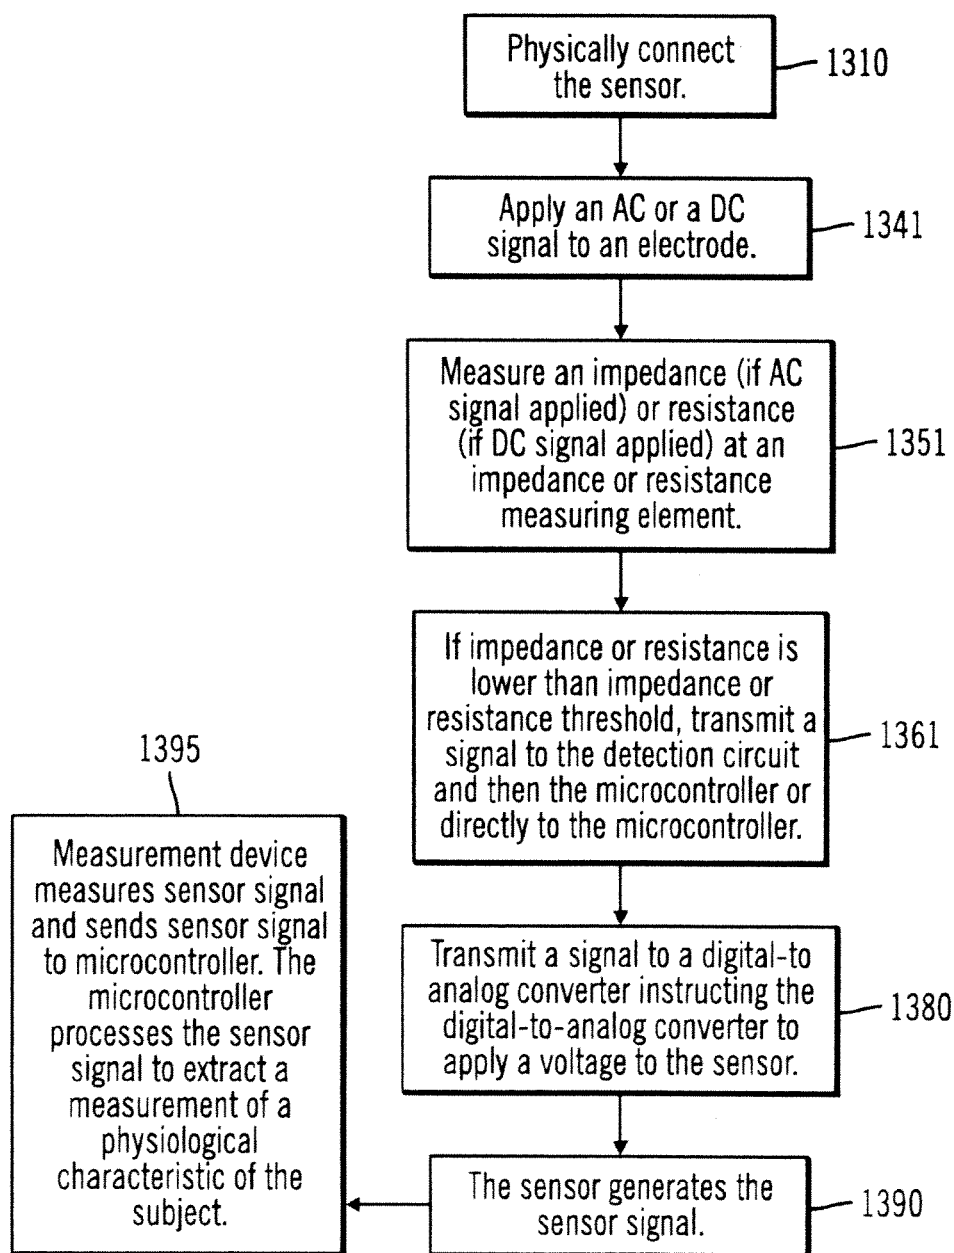 Physically connect
the sensor.
1310
Apply an AC or a DC
signal to an electrode.
1341
Measure an impedance (if AC
signal applied) or resistance
(if DC signal applied) at an
impedance or resistance
measuring element.
1351
If impedance or resistance is
lower than impedance or
resistance threshold, transmit a
signal to the detection circuit
and then the microcontroller or
directly to the microcontroller.
1361
Transmit a signal to a digital-to
analog converter instructing the
digital-to-analog converter to
apply a voltage to the sensor.
1380
The sensor generates the
sensor signal.
1390
1395
Measurement device
measures sensor signal
and sends sensor signal
to microcontroller. The
microcontroller
processes the sensor
signal to extract a
measurement of a
physiological
characteristic of the
subject.